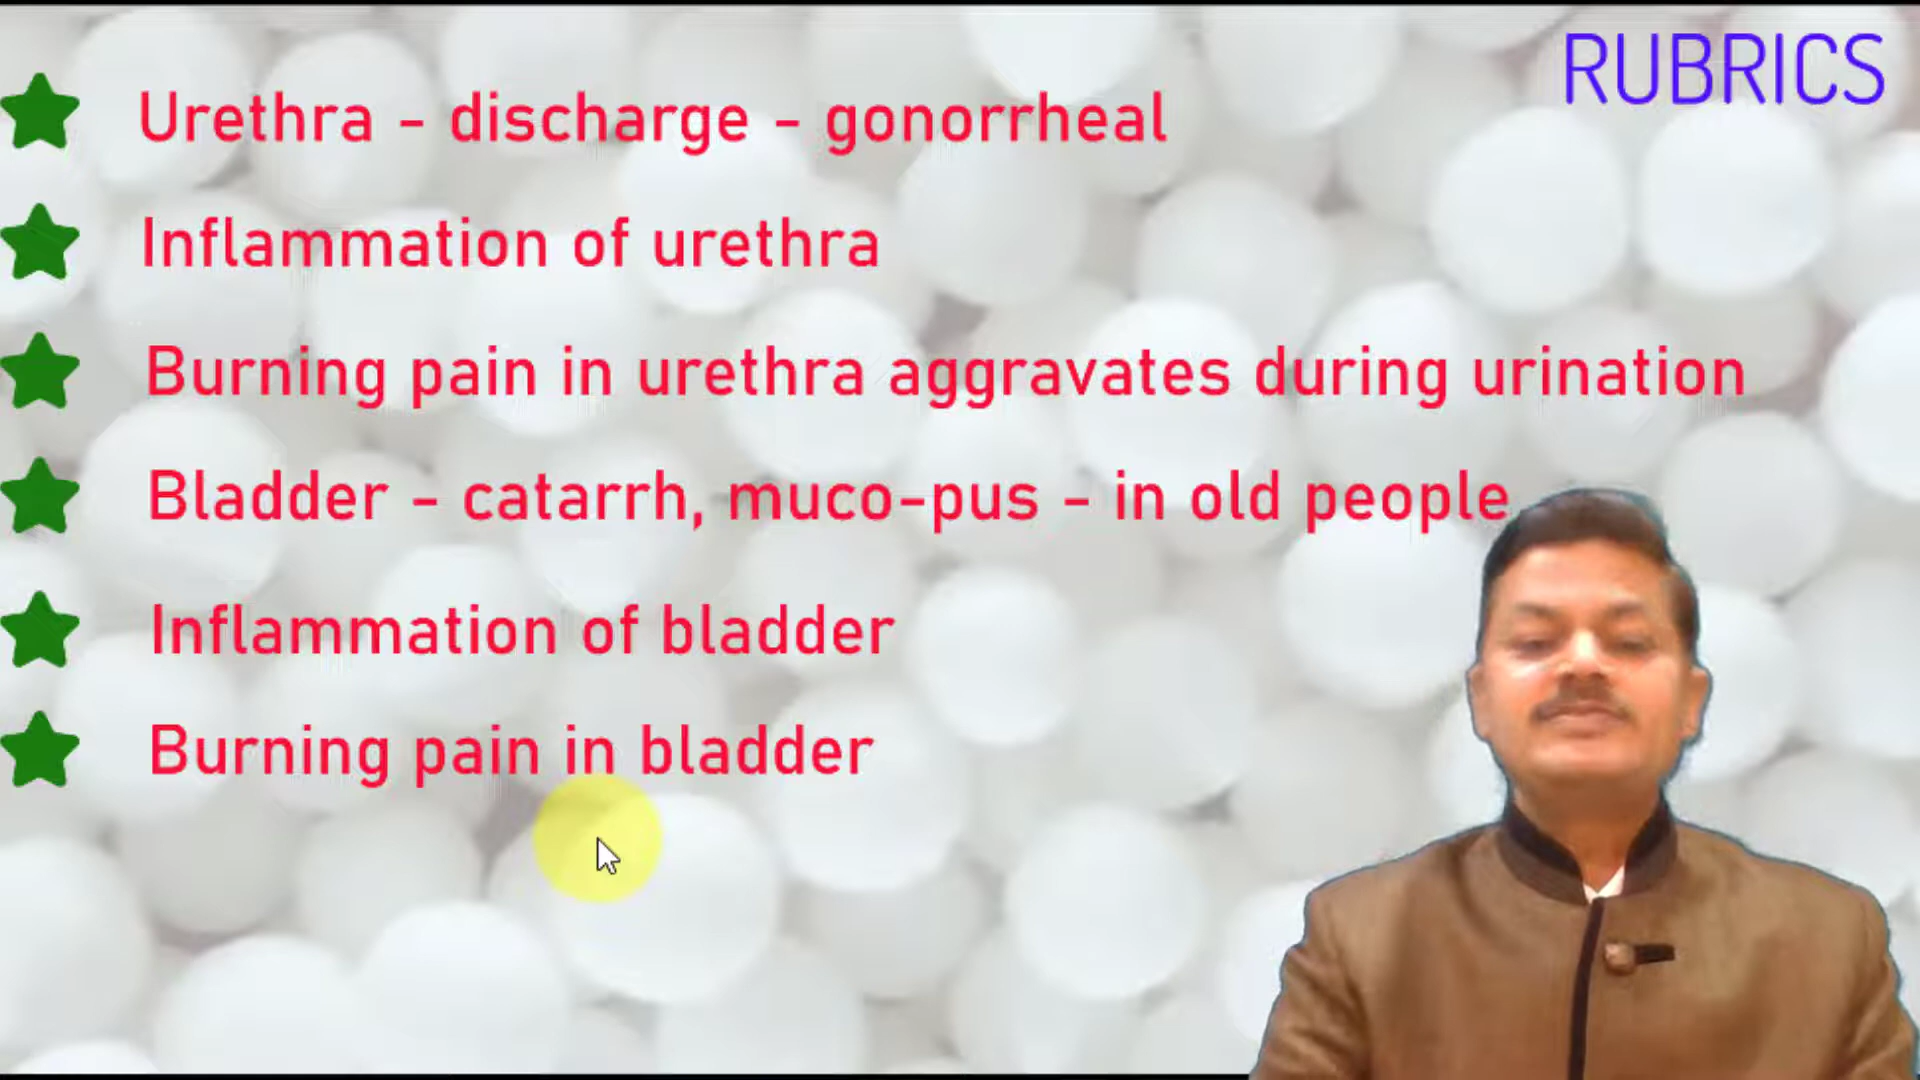 RUBRICS
Urethra - discharge - gonorrheal
Inflammation of urethra
Burning pain in urethra aggravates during urination
Bladder - catarrh, muco-pus - in old people
Inflammation of bladder
Burning pain in bladder